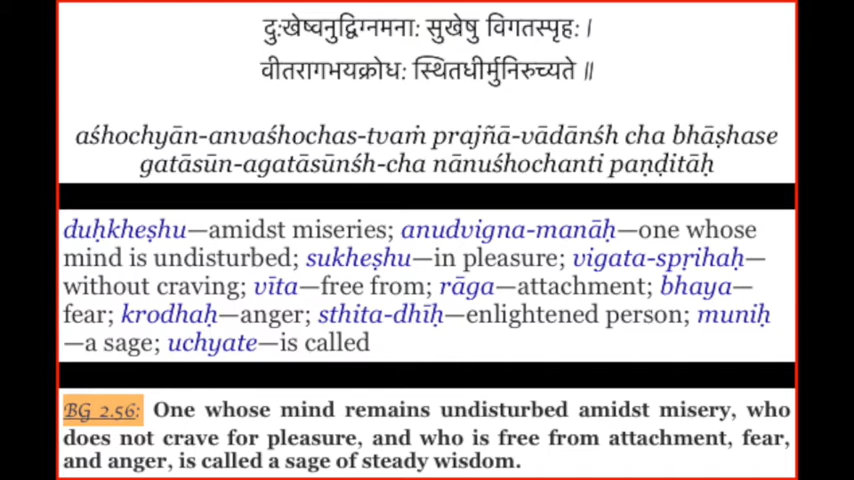 दु:खेष्वनुद्विग्नमना: सुखेषु विगतस्पृह: ।
वीतरागभयक्रोध: स्थितधीर्मुनिरुच्यते ॥
aśhochyān-anvaśhochas-tvaṁ prajñā-vādānśh cha bhāṣhase
gatāsūn-agatāsūnśh-cha nānuśhochanti paṇḍitāḥ
duḥkheṣhu—amidst miseries; anudvigna-manāḥ—one whose
mind is undisturbed; sukheṣhu—in pleasure; vigata-spṛihaḥ—
without craving; vīta—free from; rāga—attachment; bhaya—
fear; krodhaḥ—anger; sthita-dhīḥ—enlightened person; muniḥ
—a sage; uchyate—is called
BG 2.56: One whose mind remains undisturbed amidst misery, who
does not crave for pleasure, and who is free from attachment, fear,
and anger, is called a sage of steady wisdom.